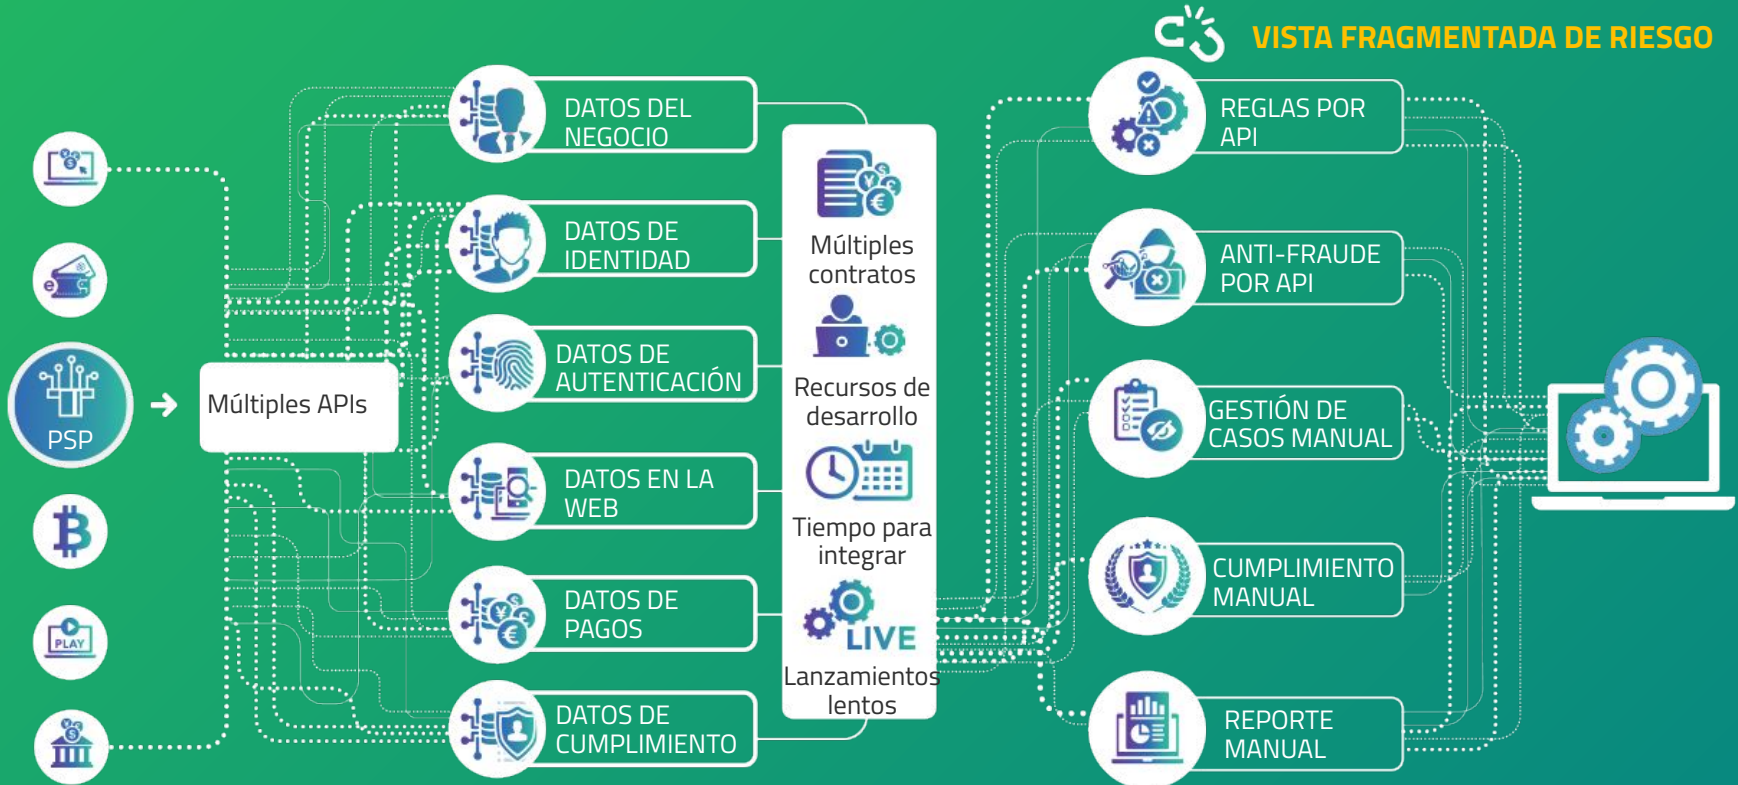 VISTA FRAGMENTADA DE RIESGO
PSP
PLAY
Múltiples APIs
DATOS DEL
NEGOCIO
DATOS DE
IDENTIDAD
DATOS DE
AUTENTICACIÓN
DATOS EN LA
WEB
DATOS DE
PAGOS
DATOS DE
CUMPLIMIENTO
Múltiples
contratos
Recursos de
desarrollo
Tiempo para
integrar
LIVE
Lanzamientos
lentos
REGLAS POR
API
ANTI-FRAUDE
POR API
GESTIÓN DE
CASOS MANUAL
CUMPLIMIENTO
MANUAL
REPORTE
MANUAL